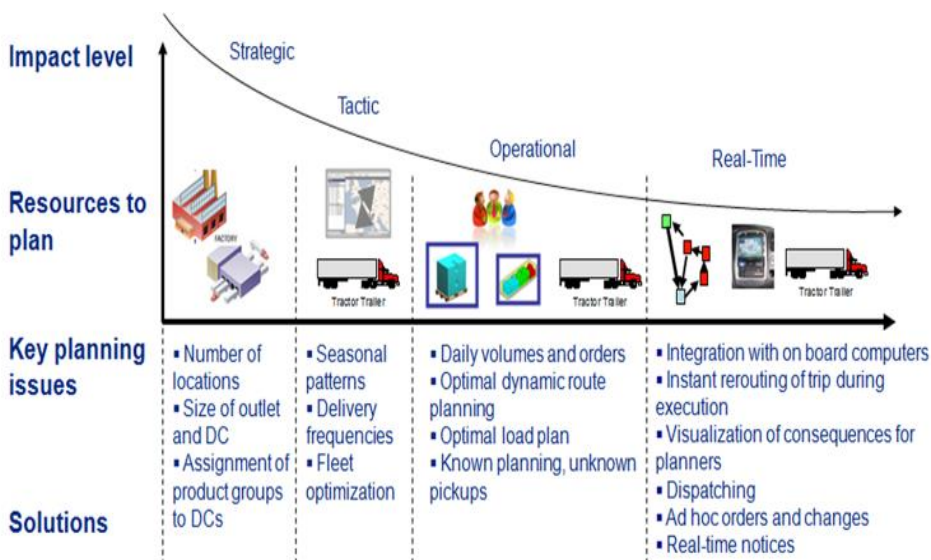 Impact level
Strategic
Tactic
Operational
Real-Time
Resources to
plan
FACTORY
Tractor Trailer
Tractor Trailer
Tractor Trailer
Key planning
issues
▪ Number of
locations
▪ Size of outlet
and DC
▪ Assignment of
product groups
to DCs
▪ Seasonal
patterns
▪ Delivery
frequencies
▪ Fleet
optimization
▪ Daily volumes and orders
▪ Optimal dynamic route
planning
▪ Optimal load plan
▪ Known planning, unknown
pickups
▪ Integration with on board computers
▪ Instant rerouting of trip during
execution
▪ Visualization of consequences for
planners
▪ Dispatching
▪ Ad hoc orders and changes
▪ Real-time notices
Solutions